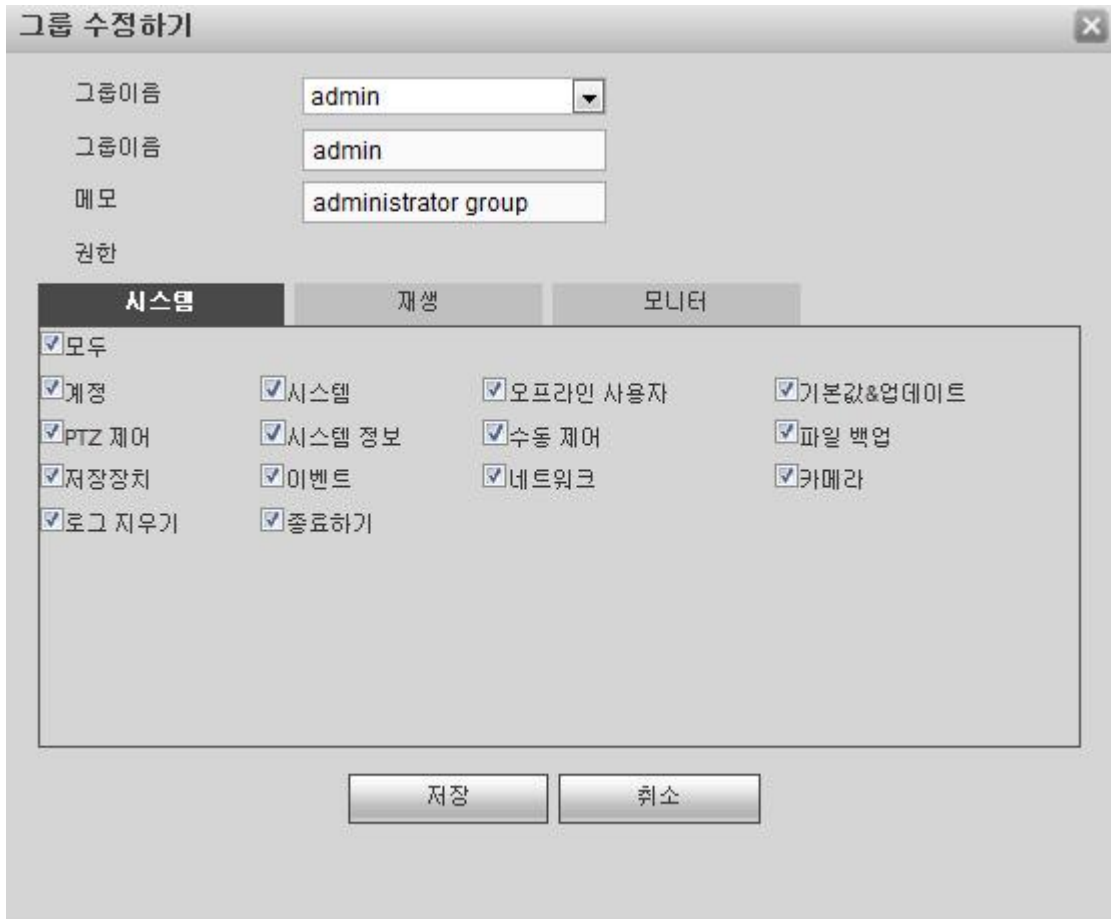 그룹 수정하기
그룹이름 admin
그룹이름 admin
메모 administrator group
권한
시스템 재생 모니터
모두
계정 시스템 오프라인 사용자 기본값&업데이트
PTZ 제어 시스템 정보 수동 제어 파일 백업
저장장치 이벤트 네트워크 카메라
로그 지우기 종료하기
저장 취소